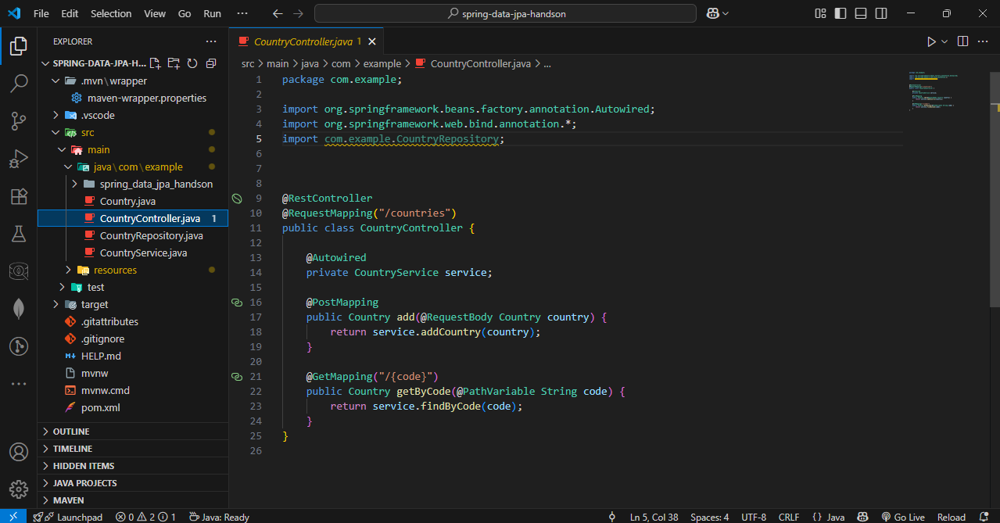 File Edit Selection View Go Run ··· spring-data-jpa-handson
EXPLORER ···
SPRING-DATA-JPA-H...
.mvn\wrapper
maven-wrapper.properties
.vscode
src
main
java\com\example
spring_data_jpa_handson
Country.java
CountryController.java 1
CountryRepository.java
CountryService.java
resources
test
target
.gitattributes
.gitignore
HELP.md
mvnw
mvnw.cmd
pom.xml
OUTLINE
TIMELINE
HIDDEN ITEMS
JAVA PROJECTS
MAVEN
CountryController.java 1
src > main > java > com > example > CountryController.java > ...
1 package com.example;
2
3 import org.springframework.beans.factory.annotation.Autowired;
4 import org.springframework.web.bind.annotation.*;
5 import com.example.CountryRepository;
6
7
8
9 @RestController
10 @RequestMapping("/countries")
11 public class CountryController {
12
13     @Autowired
14     private CountryService service;
15
16     @PostMapping
17     public Country add(@RequestBody Country country) {
18         return service.addCountry(country);
19     }
20
21     @GetMapping("/{code}")
22     public Country getByCode(@PathVariable String code) {
23         return service.findByCode(code);
24     }
25 }
26
Launchpad 0 2 1 Java: Ready Ln 5, Col 38 Spaces: 4 UTF-8 CRLF {} Java Go Live Reload